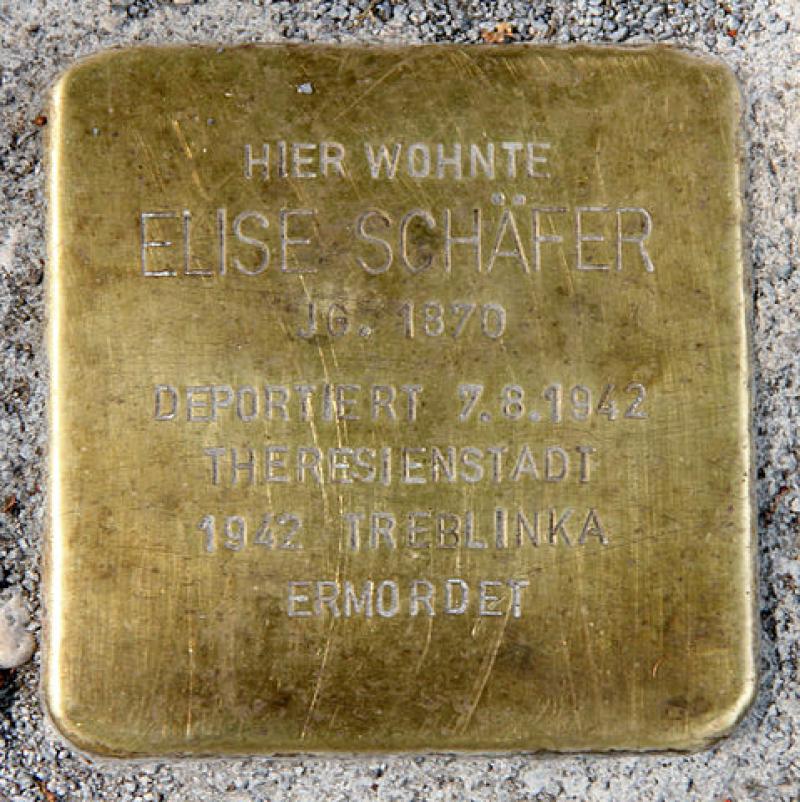 HIER WOHNTE
ELISE SCHÄFER
JG. 1870
DEPORTIERT 7.8.1942
THERESIENSTADT
1942 TREBLINKA
ERMORDET